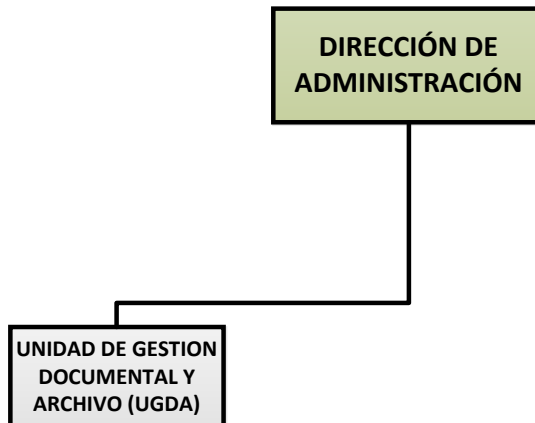 DIRECCIÓN DE
ADMINISTRACIÓN
UNIDAD DE GESTION
DOCUMENTAL Y
ARCHIVO (UGDA)